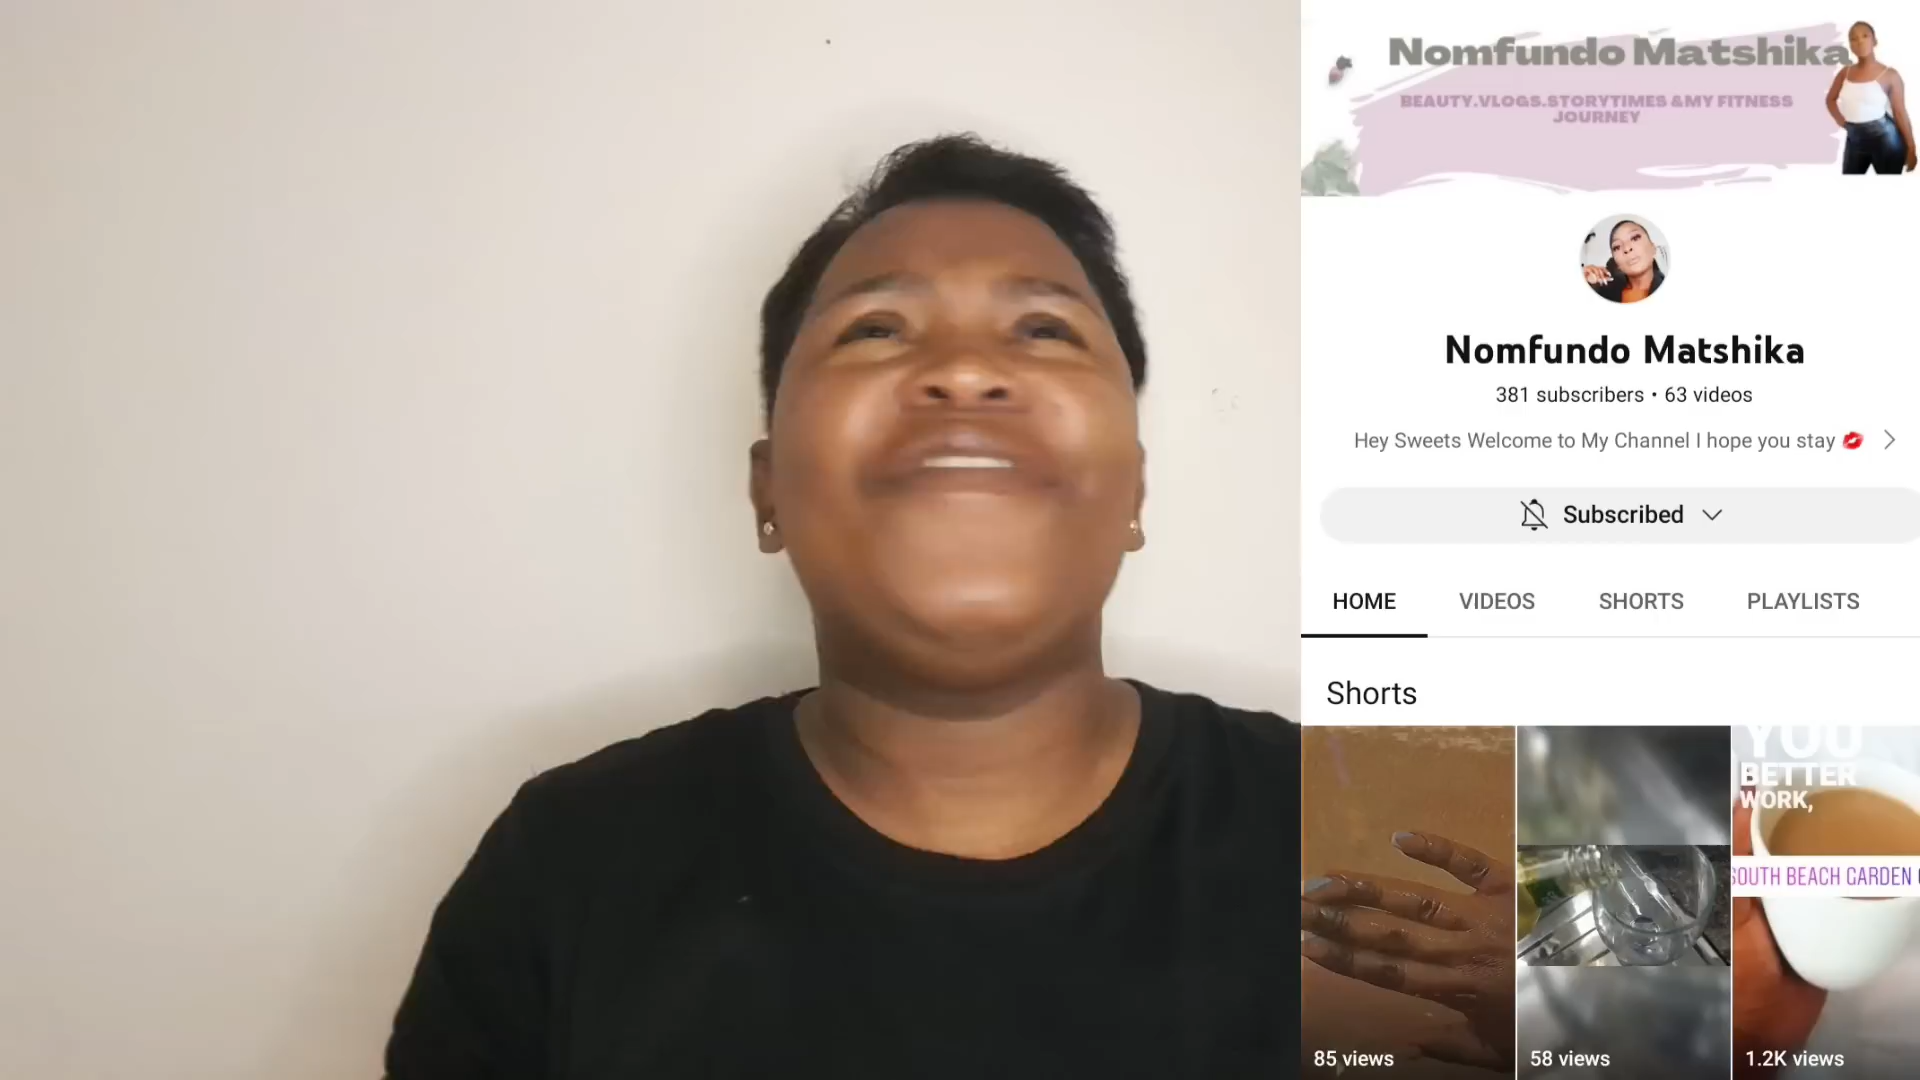 Nomfundo Matshika
BEAUTY.VLOGS.STORYTIMES &MY FITNESS
JOURNEY
Nomfundo Matshika
381 subscribers • 63 videos
Hey Sweets Welcome to My Channel I hope you stay 💋
Subscribed
HOME VIDEOS SHORTS PLAYLISTS
Shorts
YOU
BETTER
WORK,
SOUTH BEACH GARDEN
85 views
58 views
1.2K views